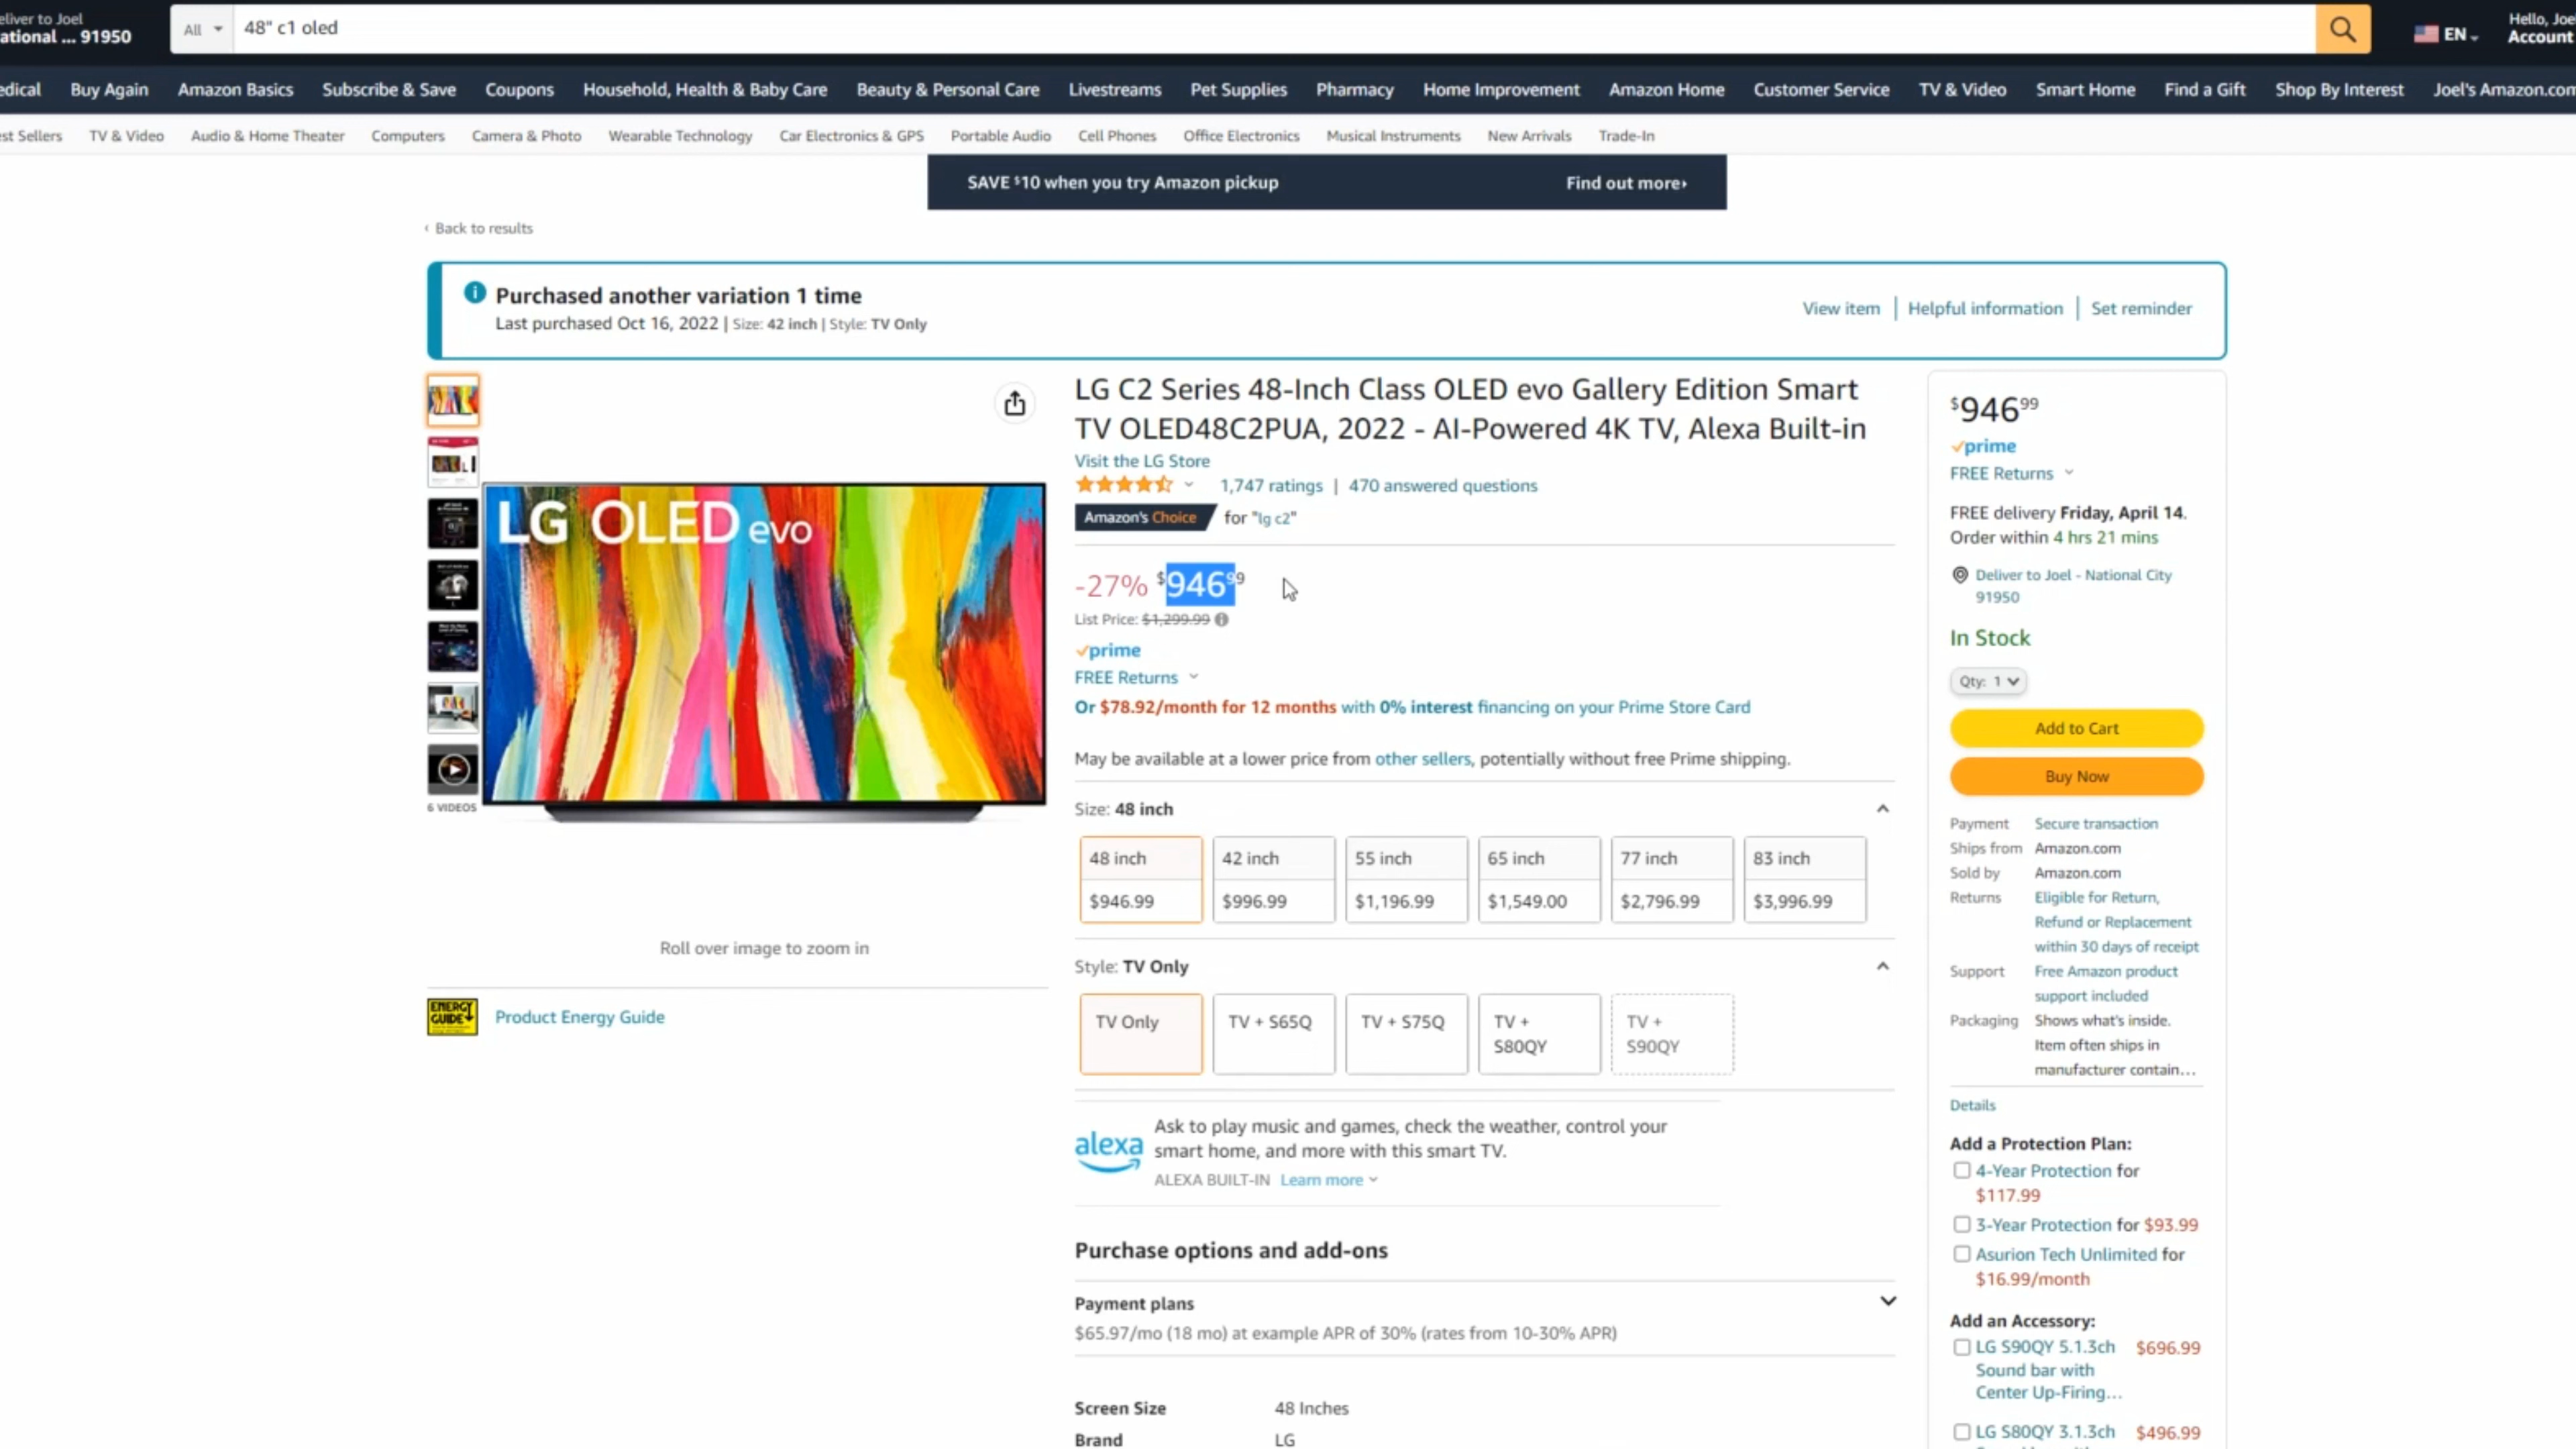 eliver to Joel
ational ... 91950
All
48" c1 oled
EN
Hello, Joe
Account
edical Buy Again Amazon Basics Subscribe & Save Coupons Household, Health & Baby Care Beauty & Personal Care Livestreams Pet Supplies Pharmacy Home Improvement Amazon Home Customer Service TV & Video Smart Home Find a Gift Shop By Interest Joel's Amazon.com
est Sellers TV & Video Audio & Home Theater Computers Camera & Photo Wearable Technology Car Electronics & GPS Portable Audio Cell Phones Office Electronics Musical Instruments New Arrivals Trade-In
SAVE $10 when you try Amazon pickup Find out more›
‹ Back to results
Purchased another variation 1 time
Last purchased Oct 16, 2022 | Size: 42 inch | Style: TV Only
View item | Helpful information | Set reminder
LG OLED evo
6 VIDEOS
Roll over image to zoom in
ENERGY GUIDE
Product Energy Guide
LG C2 Series 48-Inch Class OLED evo Gallery Edition Smart
TV OLED48C2PUA, 2022 - AI-Powered 4K TV, Alexa Built-in
Visit the LG Store
1,747 ratings | 470 answered questions
Amazon's Choice for "lg c2"
-27% $94699
List Price: $1,299.99
prime
FREE Returns
Or $78.92/month for 12 months with 0% interest financing on your Prime Store Card
May be available at a lower price from other sellers, potentially without free Prime shipping.
Size: 48 inch
48 inch 42 inch 55 inch 65 inch 77 inch 83 inch
$946.99 $996.99 $1,196.99 $1,549.00 $2,796.99 $3,996.99
Style: TV Only
TV Only TV + S65Q TV + S75Q TV + S80QY TV + S90QY
alexa
Ask to play music and games, check the weather, control your
smart home, and more with this smart TV.
ALEXA BUILT-IN Learn more
Purchase options and add-ons
Payment plans
$65.97/mo (18 mo) at example APR of 30% (rates from 10-30% APR)
Screen Size 48 Inches
Brand LG
$94699
prime
FREE Returns
FREE delivery Friday, April 14.
Order within 4 hrs 21 mins
Deliver to Joel - National City
91950
In Stock
Qty: 1
Add to Cart
Buy Now
Payment Secure transaction
Ships from Amazon.com
Sold by Amazon.com
Returns Eligible for Return,
Refund or Replacement
within 30 days of receipt
Support Free Amazon product
support included
Packaging Shows what's inside.
Item often ships in
manufacturer contain...
Details
Add a Protection Plan:
4-Year Protection for
$117.99
3-Year Protection for $93.99
Asurion Tech Unlimited for
$16.99/month
Add an Accessory:
LG S90QY 5.1.3ch $696.99
Sound bar with
Center Up-Firing...
LG S80QY 3.1.3ch $496.99